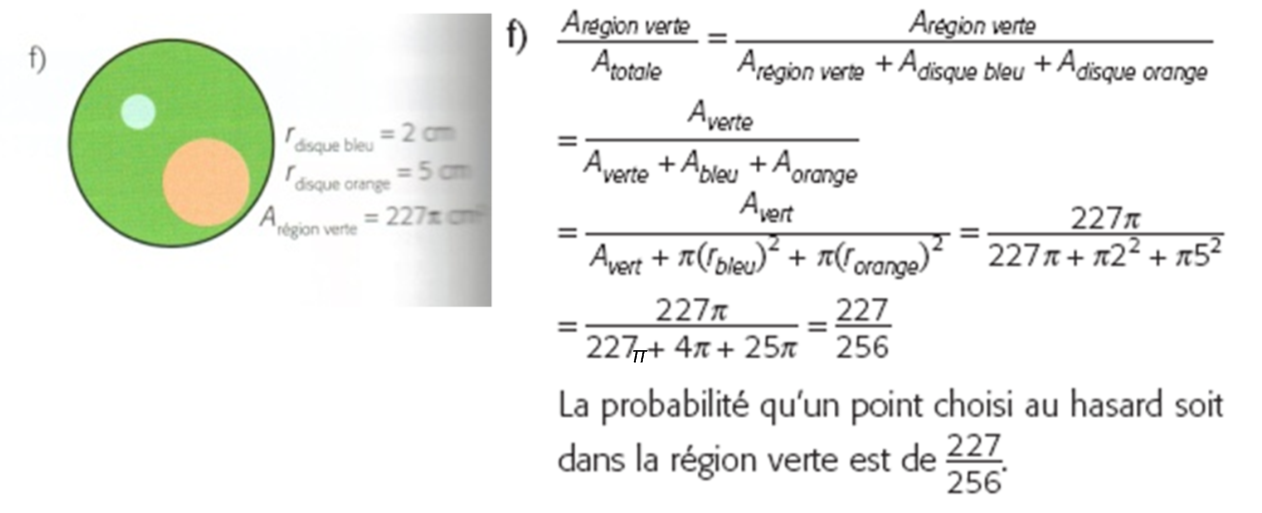 f)
r disque bleu = 2 cm
r disque orange = 5 cm
A région verte = 227π cm²
f) A région verte / A totale = A région verte / (A région verte + A disque bleu + A disque orange)
= A verte / (A verte + A bleu + A orange)
= A vert / (A vert + π(r bleu)² + π(r orange)²) = 227π / (227π + π2² + π5²)
= 227π / (227π + 4π + 25π) = 227/256
La probabilité qu'un point choisi au hasard soit
dans la région verte est de 227/256.